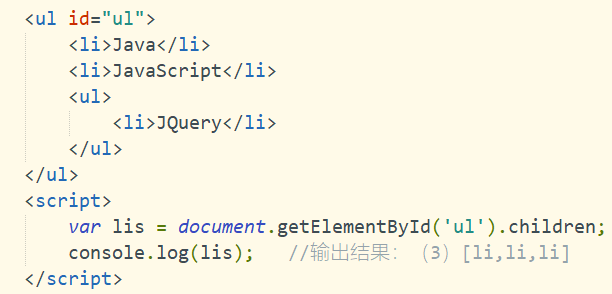 <ul id="ul">
    <li>Java</li>
    <li>JavaScript</li>
    <ul>
        <li>JQuery</li>
    </ul>
</ul>
<script>
    var lis = document.getElementById('ul').children;
    console.log(lis);   //输出结果：（3）[li,li,li]
</script>